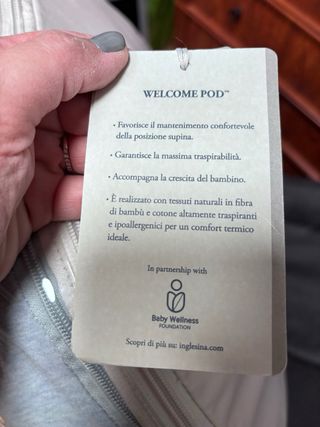 WELCOME POD™
• Favorisce il mantenimento confortevole
della posizione supina.
• Garantisce la massima traspirabilità.
• Accompagna la crescita del bambino.
• È realizzato con tessuti naturali in fibra
di bambù e cotone altamente traspiranti
e ipoallergenici per un comfort termico
ideale.
In partnership with
Baby Wellness
FOUNDATION
Scopri di più su: inglesina.com